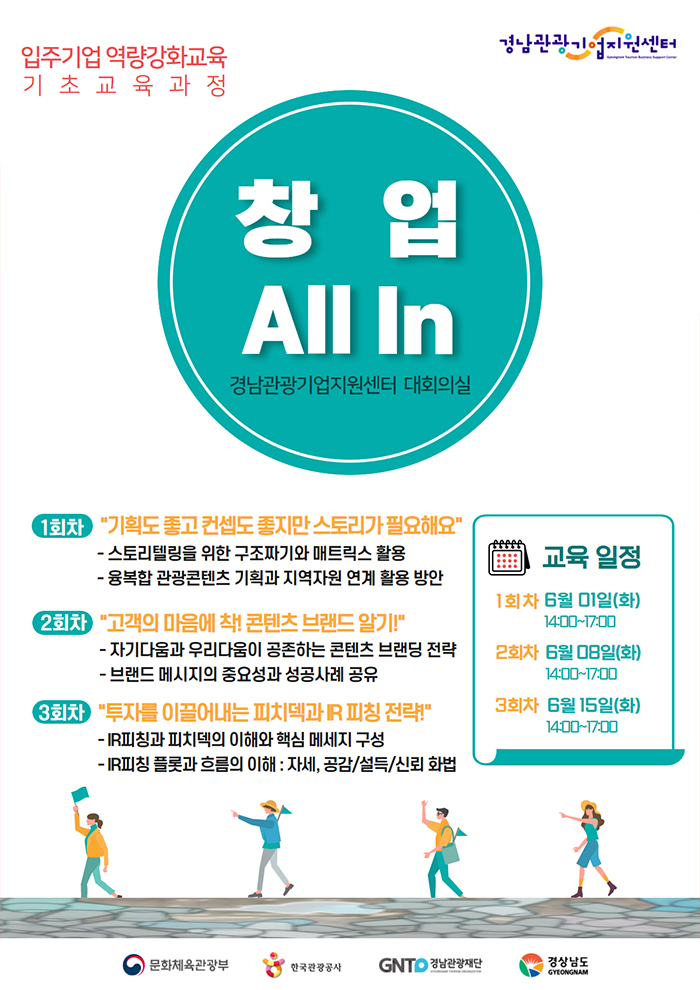 입주기업 역량강화교육
기초교육과정
경남관광기업지원센터
Gyeongnam Tourism Business Support Center
창 업
All In
경남관광기업지원센터 대회의실
1회차 "기획도 좋고 컨셉도 좋지만 스토리가 필요해요"
- 스토리텔링을 위한 구조짜기와 매트릭스 활용
- 융복합 관광콘텐츠 기획과 지역자원 연계 활용 방안
2회차 "고객의 마음에 착! 콘텐츠 브랜드 알기!"
- 자기다움과 우리다움이 공존하는 콘텐츠 브랜딩 전략
- 브랜드 메시지의 중요성과 성공사례 공유
3회차 "투자를 이끌어내는 피치덱과 IR 피칭 전략!"
- IR피칭과 피치덱의 이해와 핵심 메세지 구성
- IR피칭 플롯과 흐름의 이해 : 자세, 공감/설득/신뢰 화법
교육 일정
1회차 6월 01일(화)
14:00~17:00
2회차 6월 08일(화)
14:00~17:00
3회차 6월 15일(화)
14:00~17:00
문화체육관광부
한국관광공사
GNTO 경남관광재단
GYEONGNAM TOURISM ORGANIZATION
경상남도
GYEONGNAM